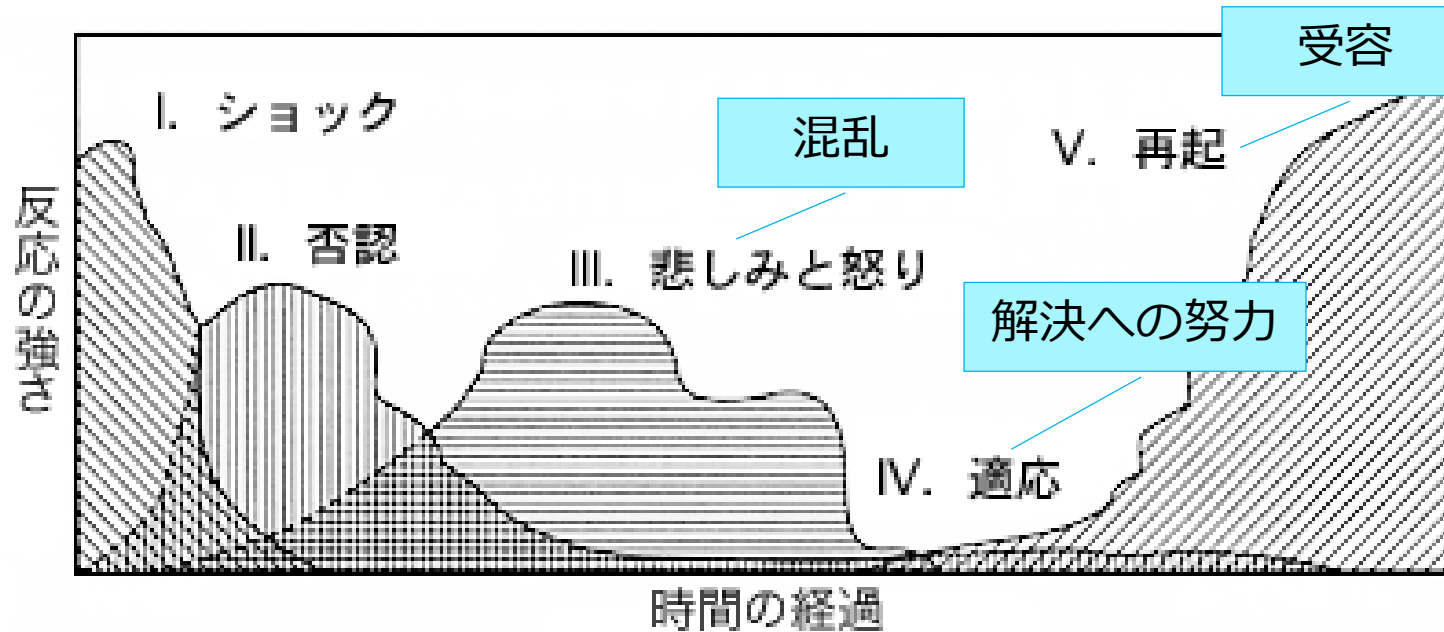 受容
I. ショック
混乱
V. 再起
II. 否認
III. 悲しみと怒り
解決への努力
IV. 適応
反応の強さ
時間の経過